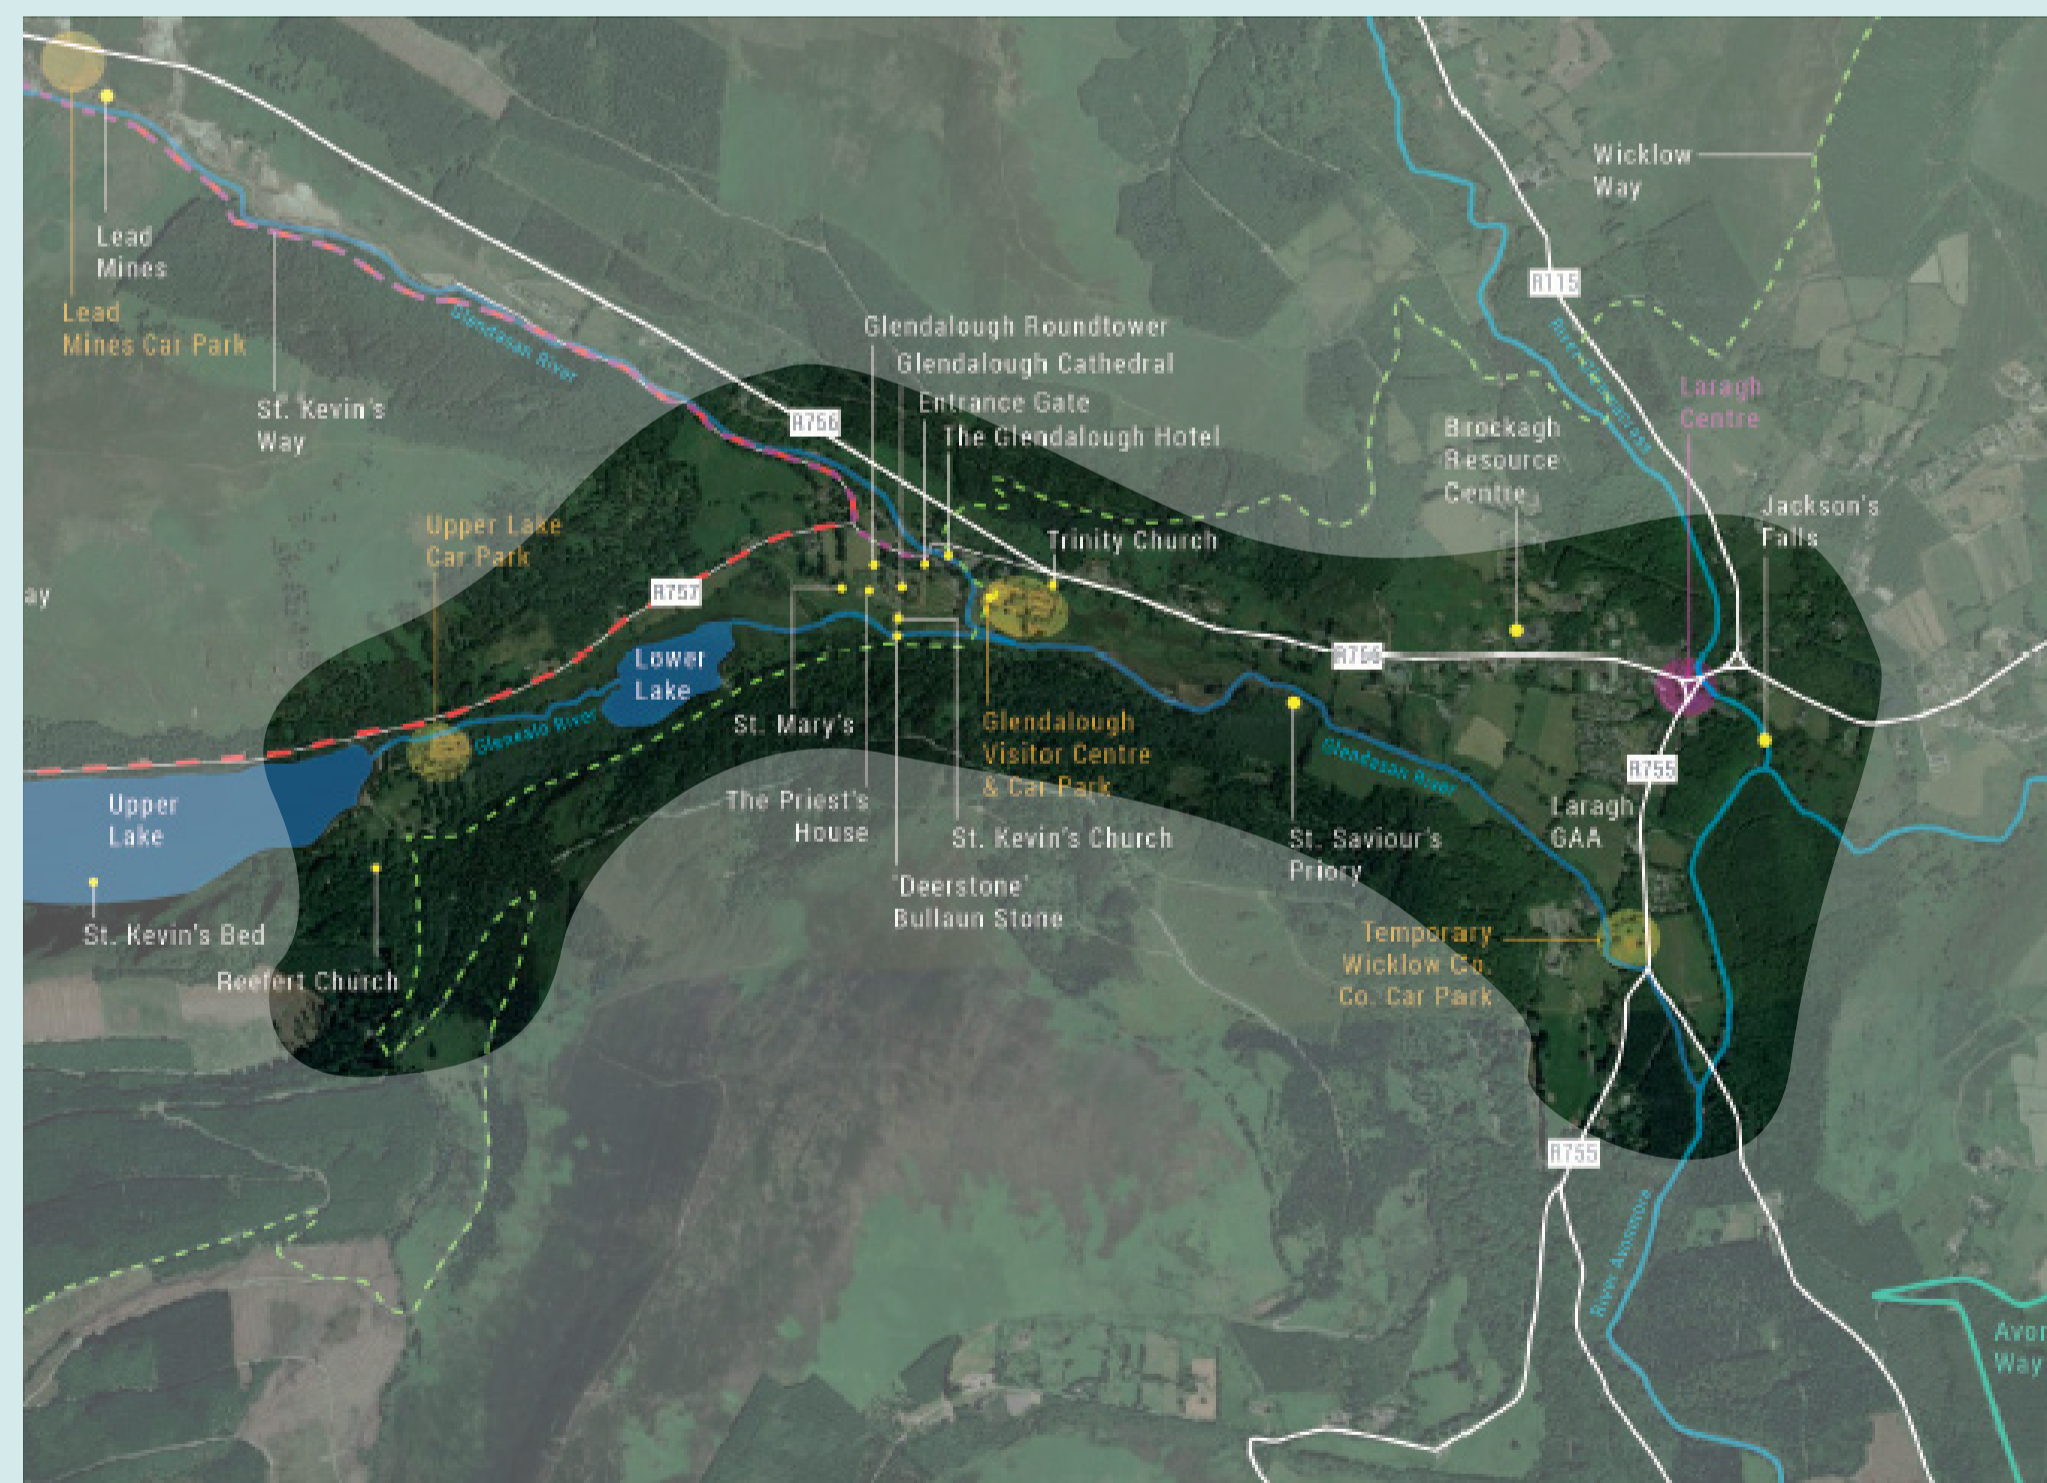 Wicklow
Way
R115
Lead
Mines
Lead
Mines Car Park
Glendasan River
St. Kevin's
Way
Glendalough Roundtower
Glendalough Cathedral
Entrance Gate
The Glendalough Hotel
R756
Laragh
Centre
Brockagh
Resource
Centre
Jackson's
Falls
Trinity Church
Upper Lake
Car Park
R757
ay
Lower
Lake
R756
St. Mary's
Glenealo River
Glendalough
Visitor Centre
& Car Park
Glendasan River
R755
Upper
Lake
The Priest's
House
St. Kevin's Church
St. Saviour's
Priory
Laragh
GAA
'Deerstone'
Bullaun Stone
St. Kevin's Bed
Reefert Church
Temporary
Wicklow Co.
Co. Car Park
R755
River Avonmore
Avon
Way